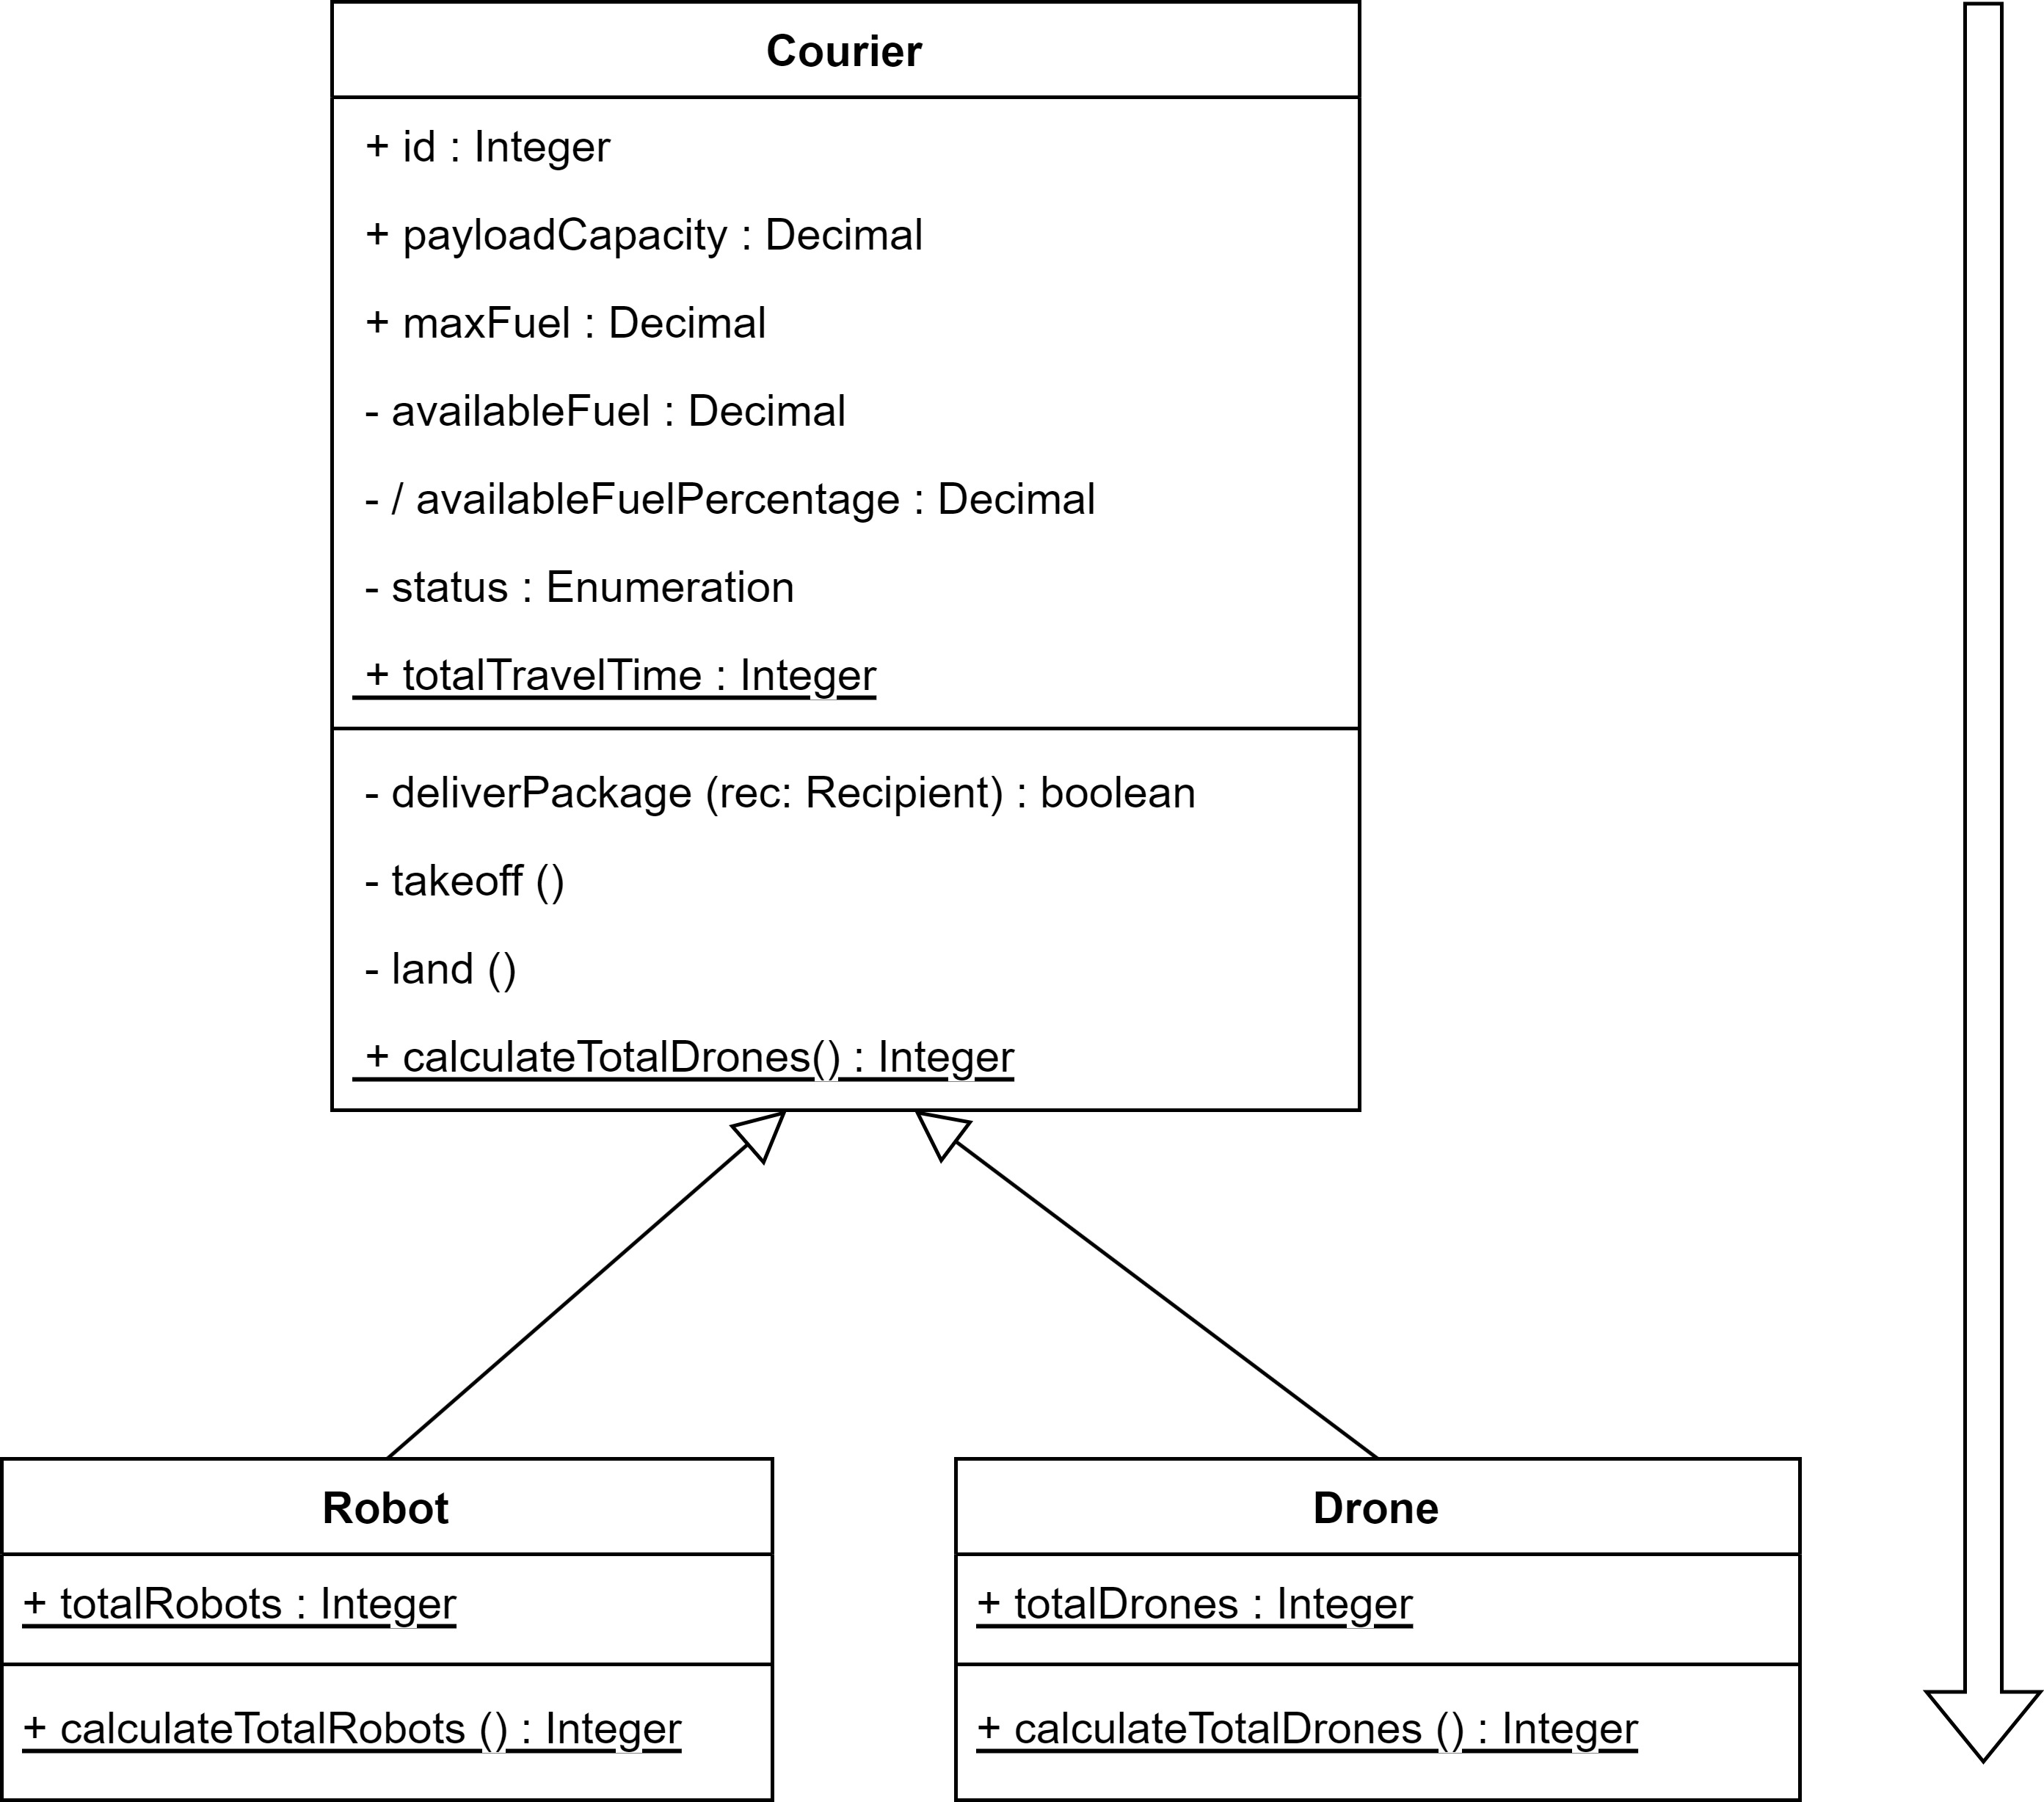 Courier
+ id : Integer
+ payloadCapacity : Decimal
+ maxFuel : Decimal
- availableFuel : Decimal
- / availableFuelPercentage : Decimal
- status : Enumeration
+ totalTravelTime : Integer
- deliverPackage (rec: Recipient) : boolean
- takeoff ()
- land ()
+ calculateTotalDrones() : Integer
Robot
+ totalRobots : Integer
+ calculateTotalRobots () : Integer
Drone
+ totalDrones : Integer
+ calculateTotalDrones () : Integer